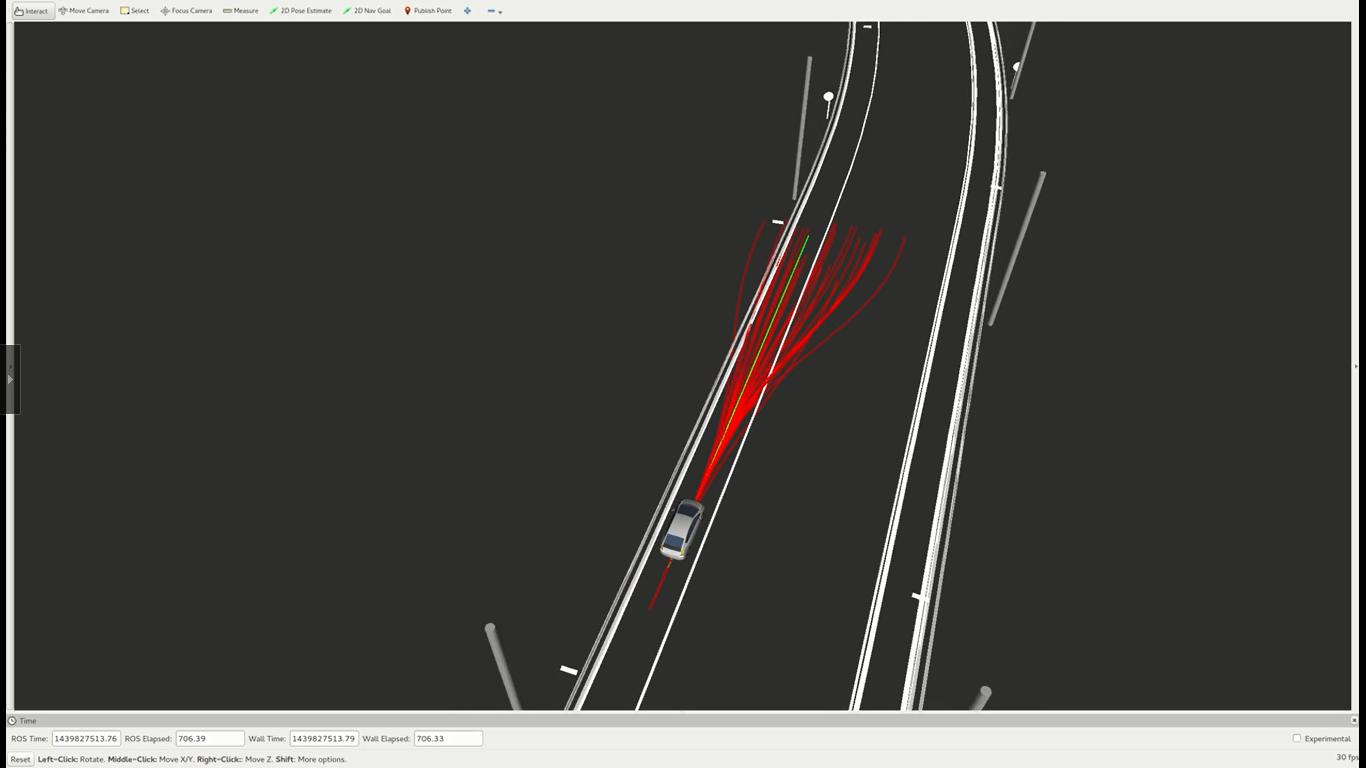 Interact Move Camera Select Focus Camera Measure 2D Pose Estimate 2D Nav Goal Publish Point
Time
ROS Time: 1439827513.76 ROS Elapsed: 706.39 Wall Time: 1439827513.79 Wall Elapsed: 706.33 Experimental
Reset Left-Click: Rotate. Middle-Click: Move X/Y. Right-Click:: Move Z. Shift: More options. 30 fps